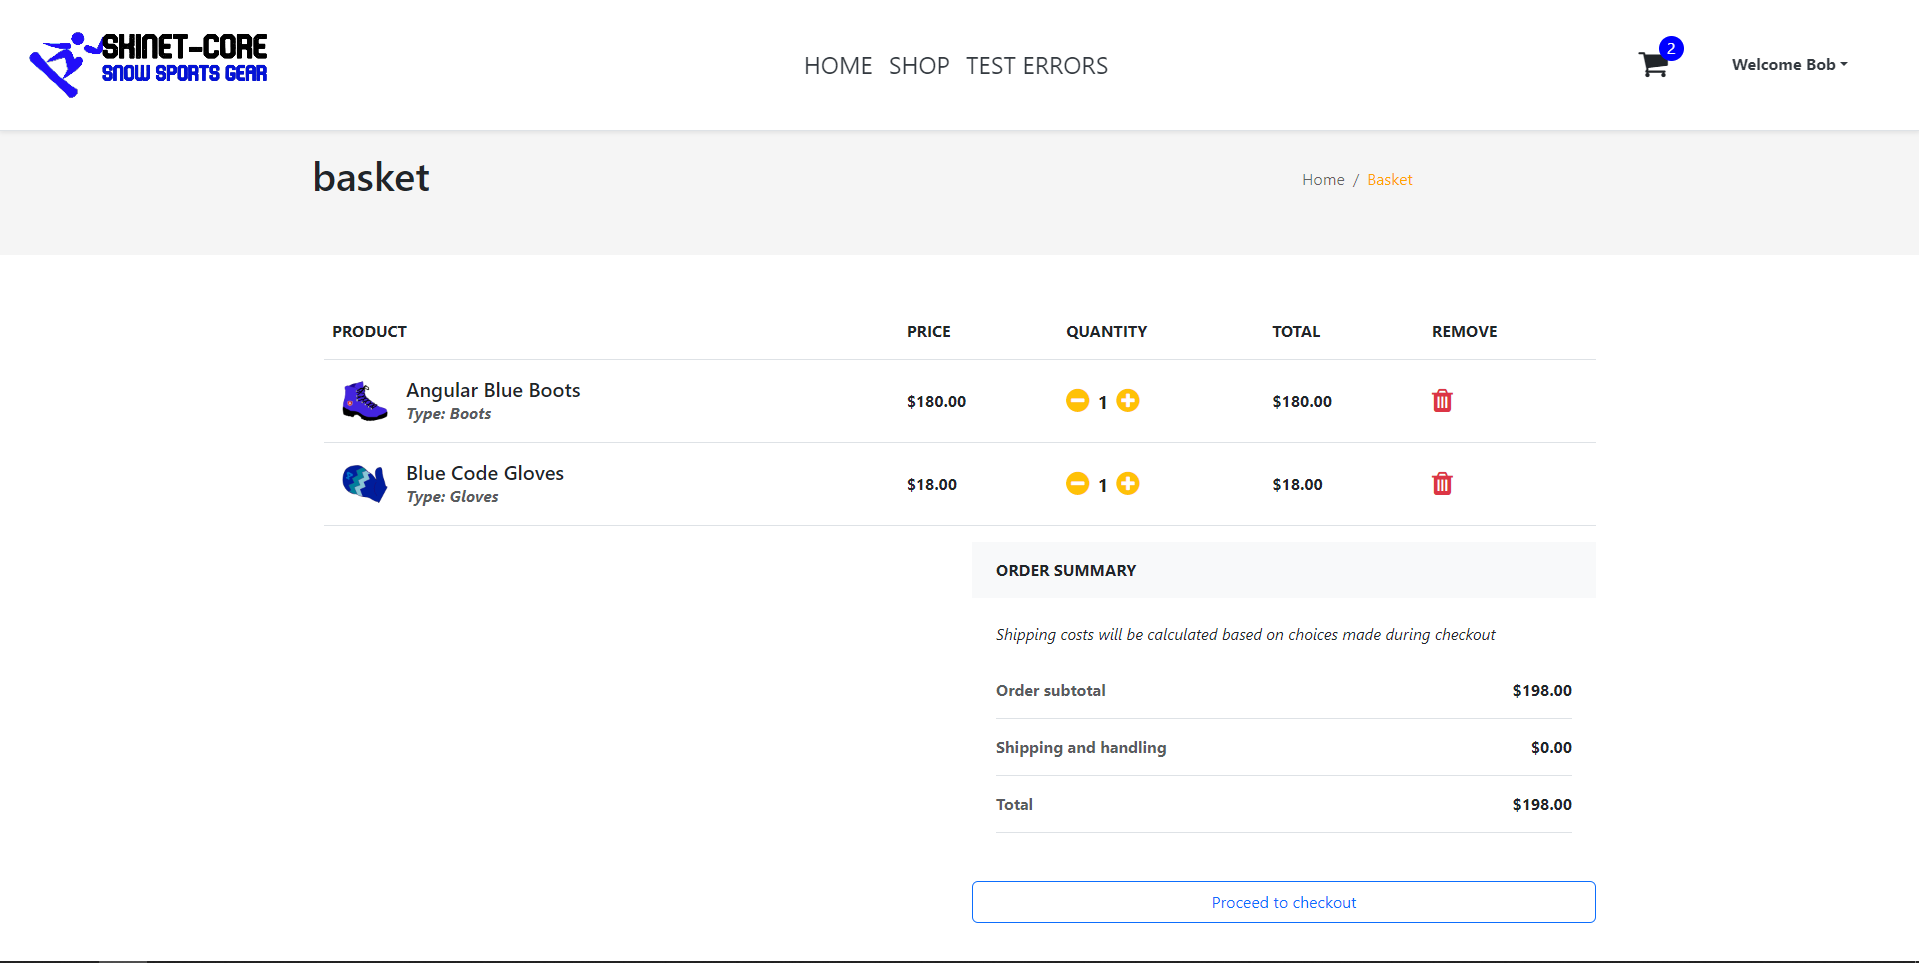 SKINET-CORE
SNOW SPORTS GEAR
HOME SHOP TEST ERRORS
2
Welcome Bob
basket
Home / Basket
PRODUCT PRICE QUANTITY TOTAL REMOVE
Angular Blue Boots
Type: Boots
$180.00 1 $180.00
Blue Code Gloves
Type: Gloves
$18.00 1 $18.00
ORDER SUMMARY
Shipping costs will be calculated based on choices made during checkout
Order subtotal $198.00
Shipping and handling $0.00
Total $198.00
Proceed to checkout